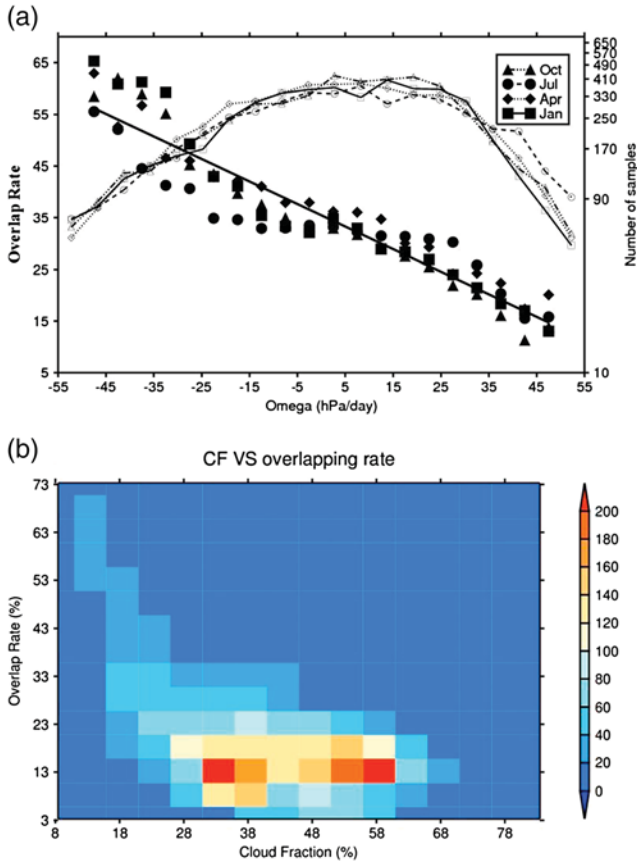 (a)
65
55
45
35
25
15
5
Overlap Rate
650
570
490
410
330
250
170
90
10
Number of samples
Oct
Jul
Apr
Jan
-55 -45 -35 -25 -15 -5 5 15 25 35 45 55
Omega (hPa/day)
(b)
CF VS overlapping rate
73
63
53
43
33
23
13
3
Overlap Rate (%)
200
180
160
140
120
100
80
60
40
20
0
8 18 28 38 48 58 68 78
Cloud Fraction (%)